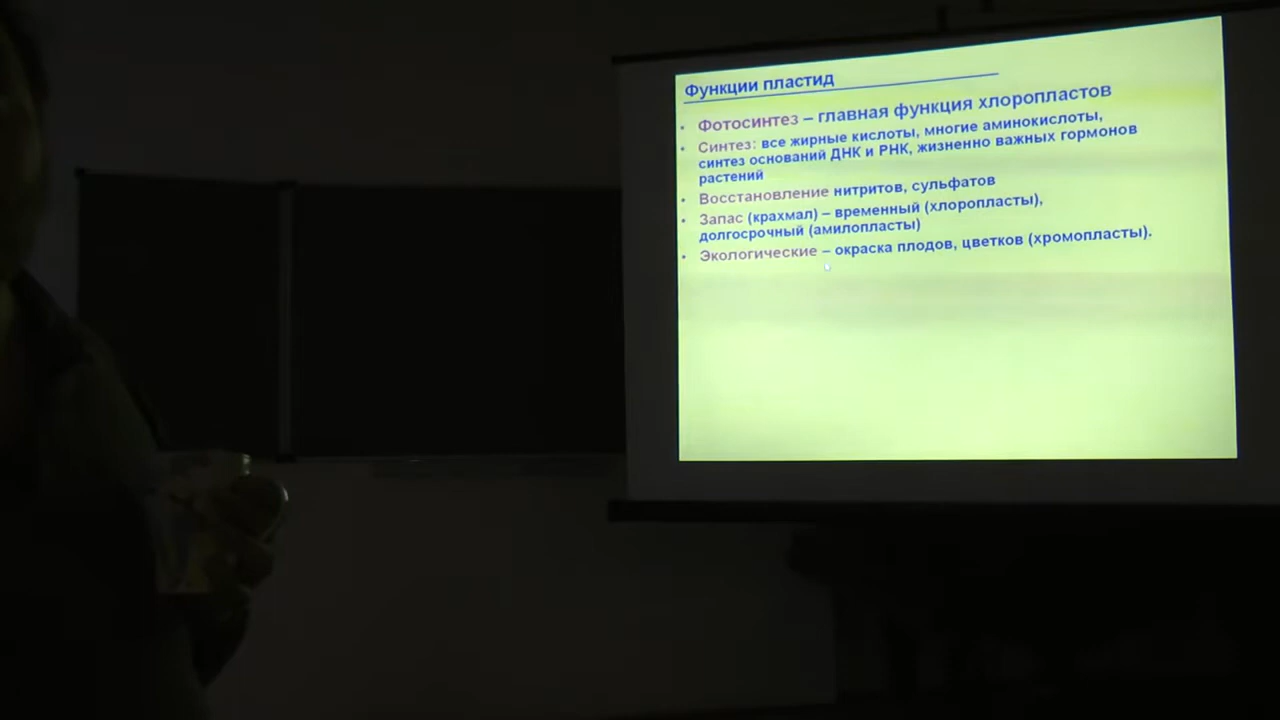 Функции пластид
• Фотосинтез – главная функция хлоропластов
• Синтез: все жирные кислоты, многие аминокислоты,
синтез оснований ДНК и РНК, жизненно важных гормонов
растений
• Восстановление нитритов, сульфатов
• Запас (крахмал) – временный (хлоропласты),
долгосрочный (амилопласты)
• Экологические – окраска плодов, цветков (хромопласты).